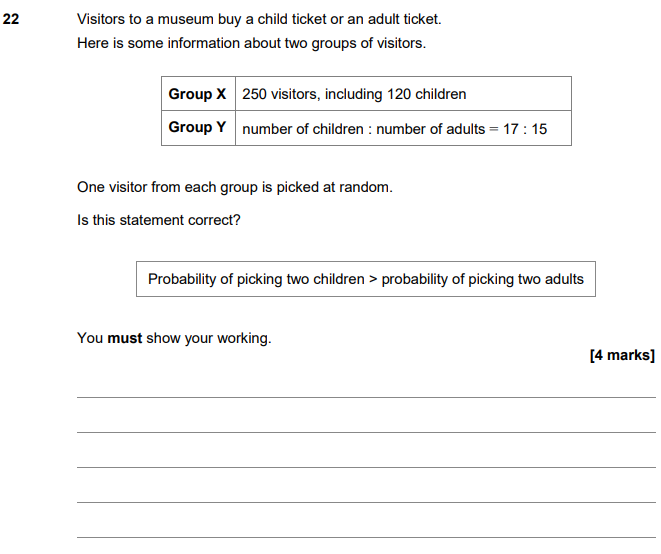 22 Visitors to a museum buy a child ticket or an adult ticket.
Here is some information about two groups of visitors.
Group X 250 visitors, including 120 children
Group Y number of children : number of adults = 17 : 15
One visitor from each group is picked at random.
Is this statement correct?
Probability of picking two children > probability of picking two adults
You must show your working.
[4 marks]